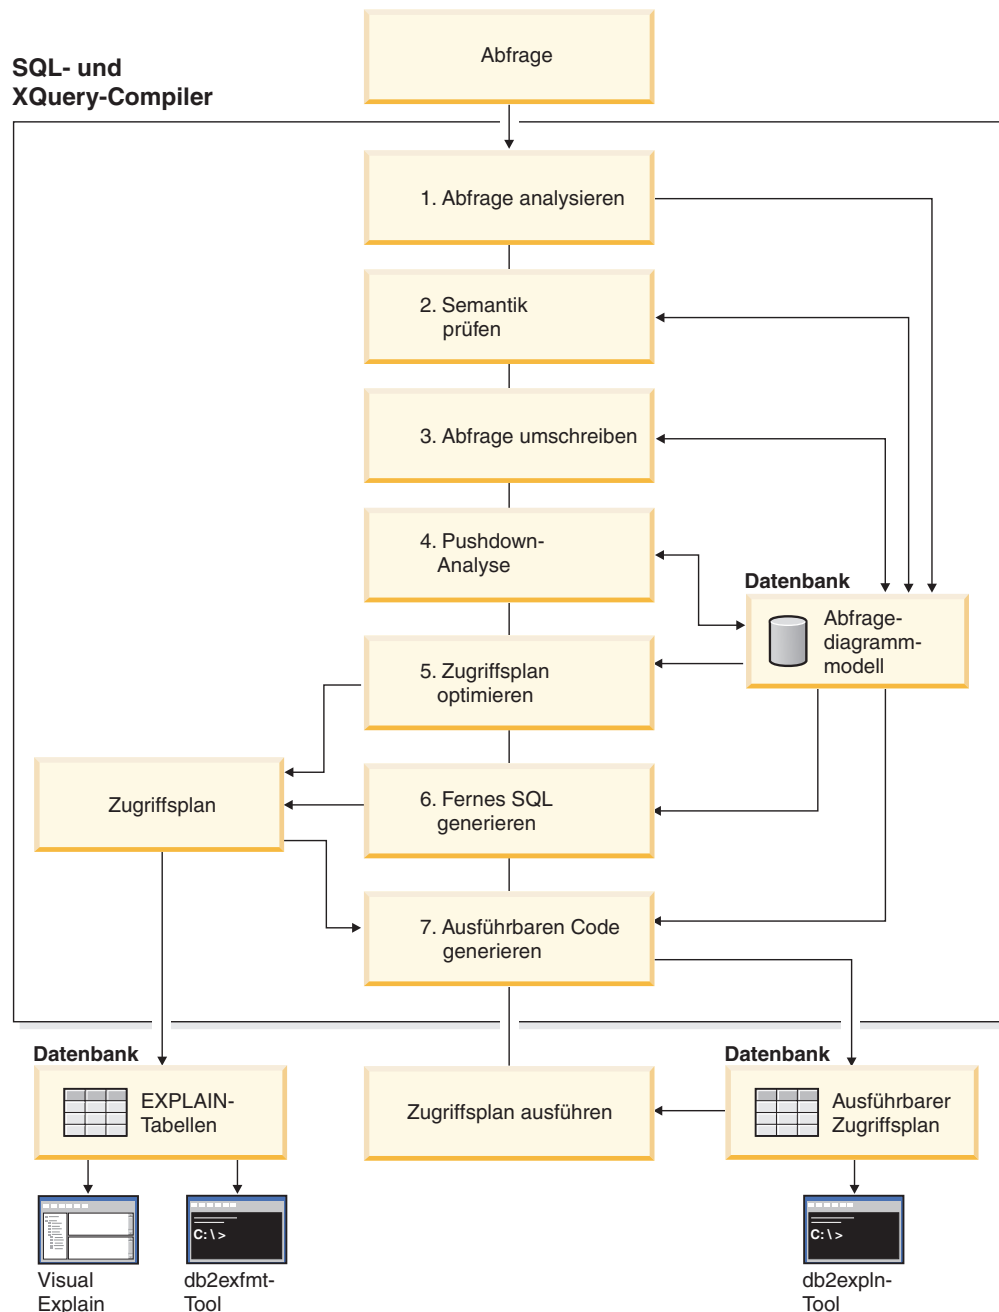 Abfrage
SQL- und
XQuery-Compiler
1. Abfrage analysieren
2. Semantik
prüfen
3. Abfrage umschreiben
4. Pushdown-
Analyse
Datenbank
Abfrage-
diagramm-
modell
5. Zugriffsplan
optimieren
Zugriffsplan
6. Fernes SQL
generieren
7. Ausführbaren Code
generieren
Datenbank
EXPLAIN-
Tabellen
Zugriffsplan ausführen
Datenbank
Ausführbarer
Zugriffsplan
C:\>
C:\>
Visual
Explain
db2exfmt-
Tool
db2expln-
Tool